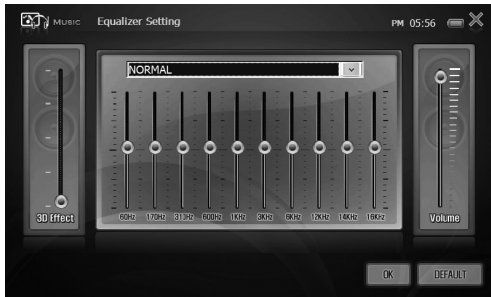 Music Equalizer Setting PM 05:56
NORMAL
60Hz 170Hz 310Hz 600Hz 1KHz 3KHz 6KHz 12KHz 14KHz 16KHz
3D Effect Volume
OK DEFAULT